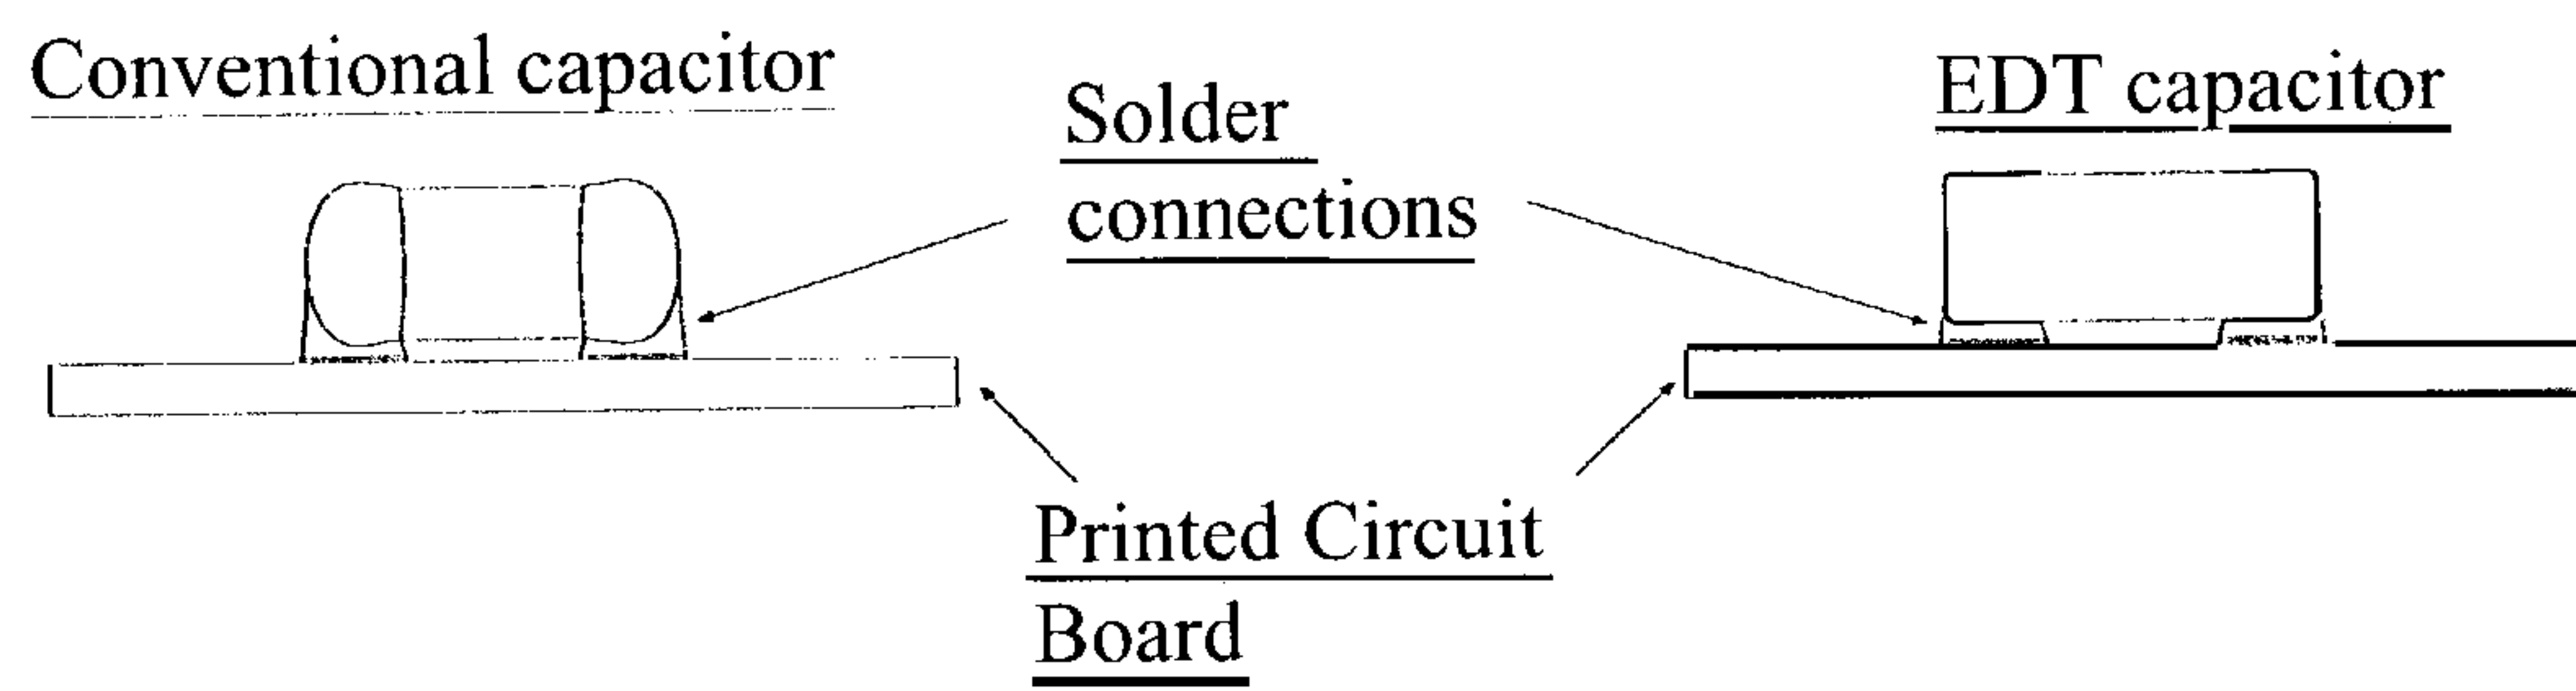 Conventional capacitor
Solder
connections
EDT capacitor
Printed Circuit
Board